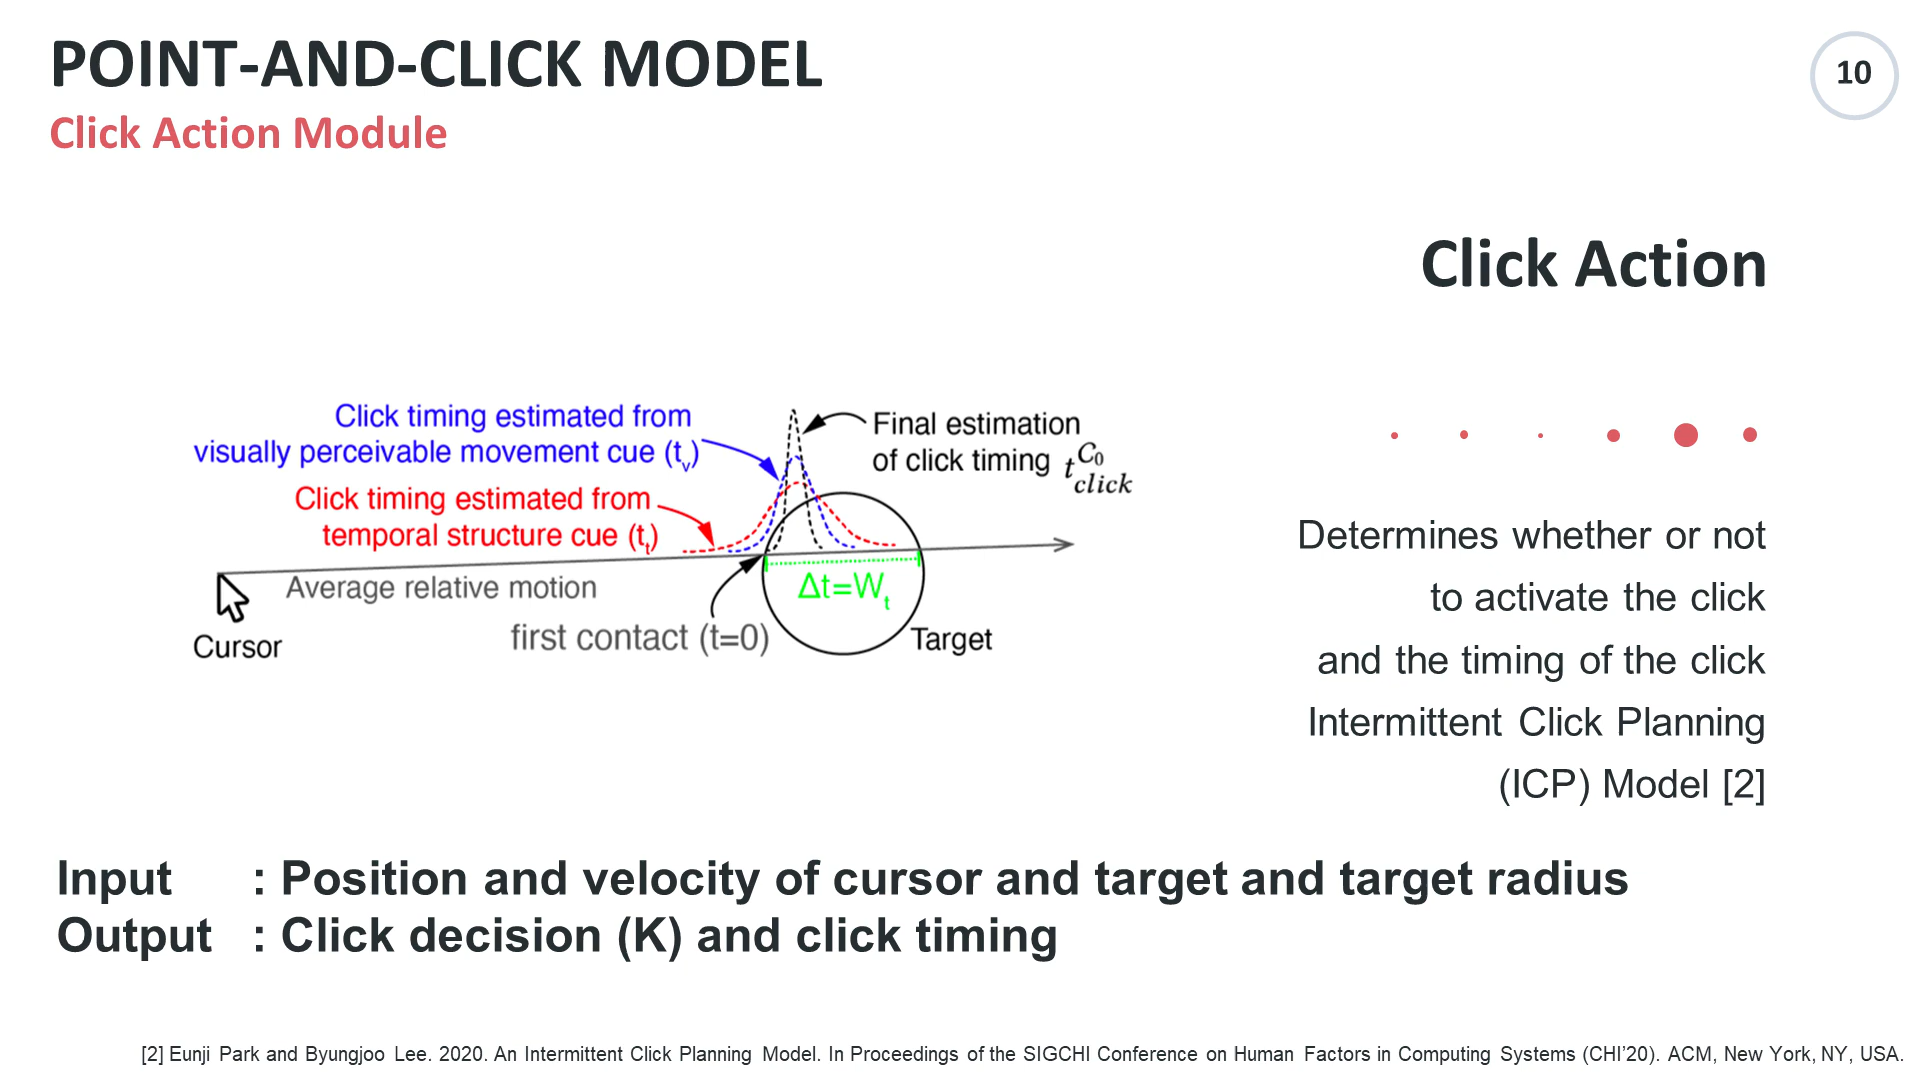 POINT-AND-CLICK MODEL
10
Click Action Module
Click Action
Click timing estimated from
visually perceivable movement cue (tv)
Click timing estimated from
temporal structure cue (tt)
Final estimation
of click timing t^C0_click
Average relative motion
Δt=Wt
first contact (t=0)
Cursor
Target
Determines whether or not
to activate the click
and the timing of the click
Intermittent Click Planning
(ICP) Model [2]
Input : Position and velocity of cursor and target and target radius
Output : Click decision (K) and click timing
[2] Eunji Park and Byungjoo Lee. 2020. An Intermittent Click Planning Model. In Proceedings of the SIGCHI Conference on Human Factors in Computing Systems (CHI’20). ACM, New York, NY, USA.